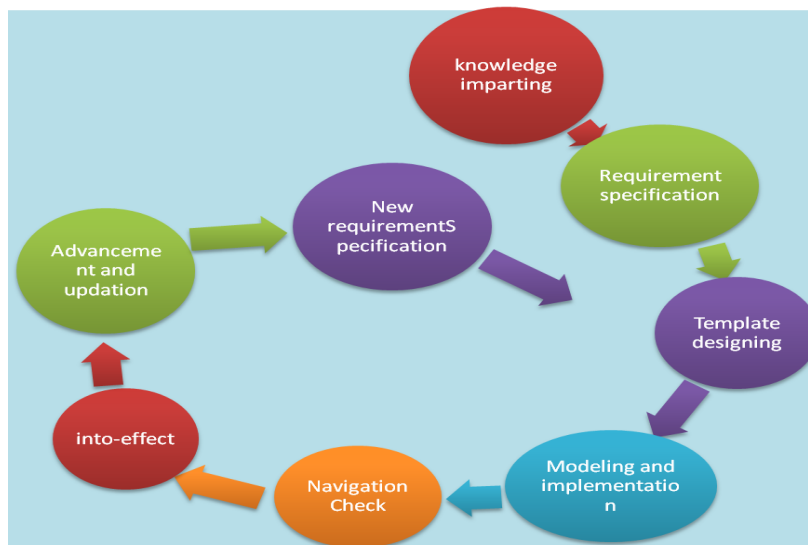 knowledge
imparting
Requirement
specification
New
requirementS
pecification
Advanceme
nt and
updation
Template
designing
into-effect
Navigation
Check
Modeling and
implementatio
n